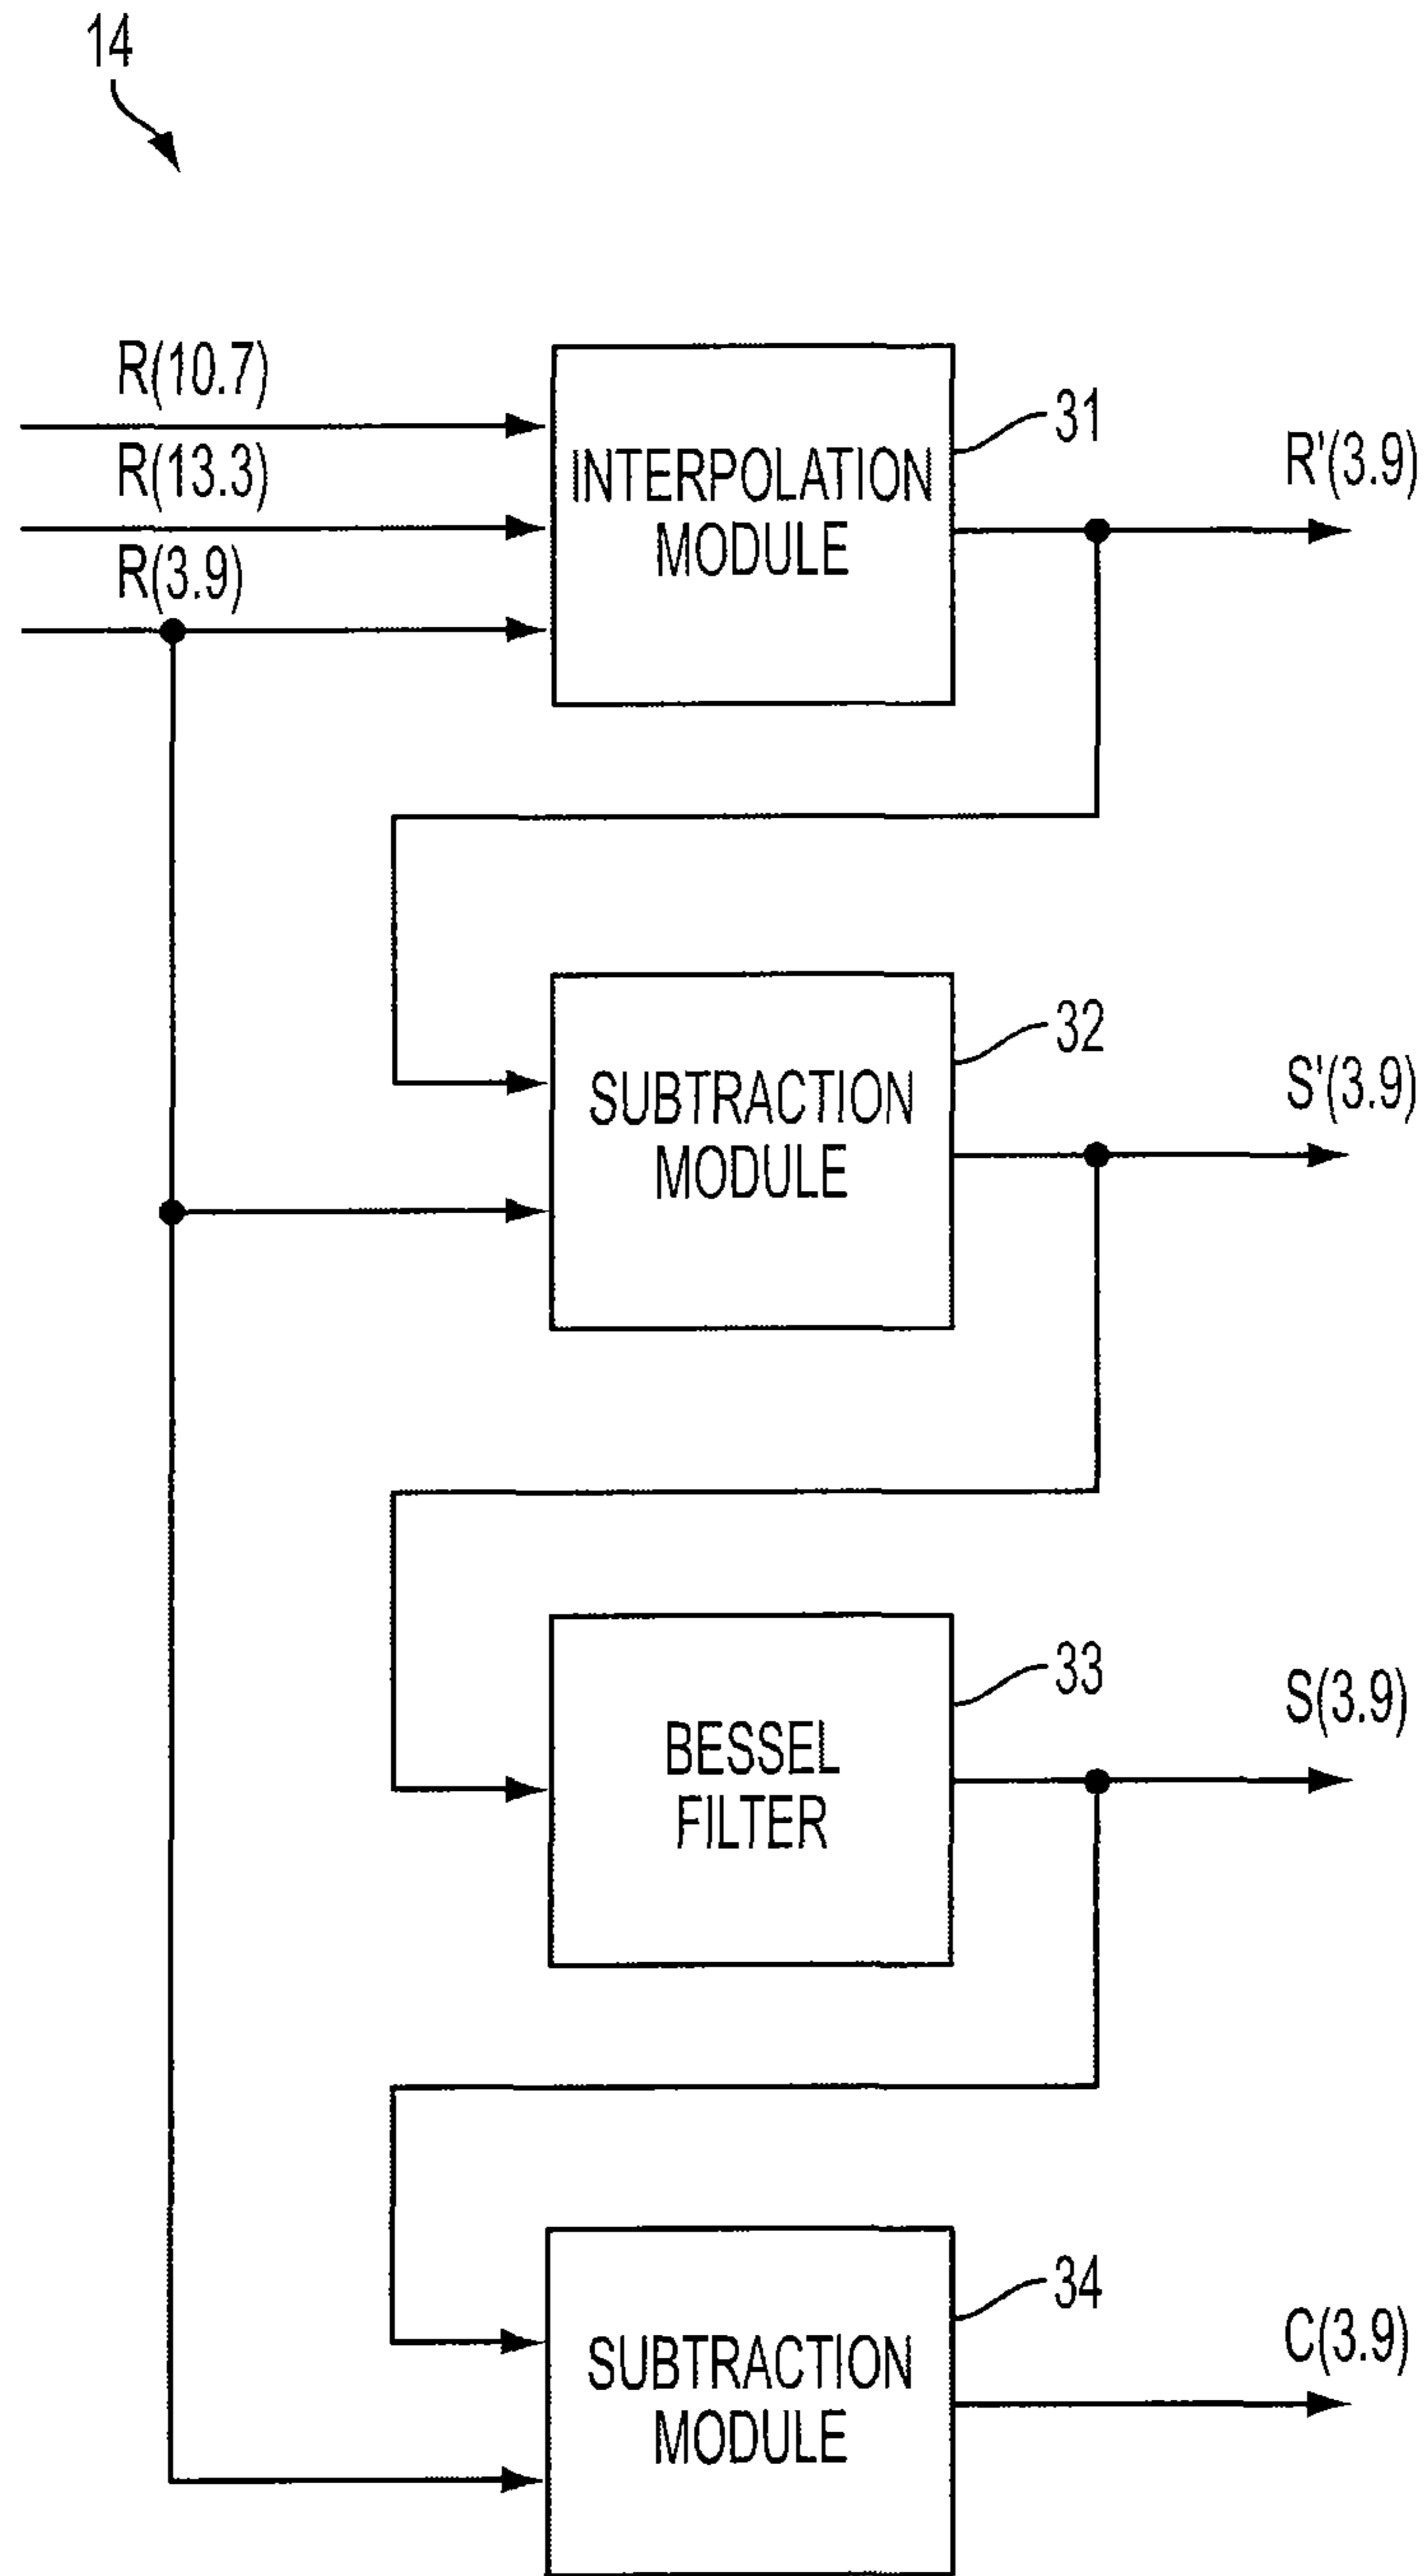 14
R(10.7)
R(13.3)
R(3.9)
INTERPOLATION
MODULE
31
R'(3.9)
SUBTRACTION
MODULE
32
S'(3.9)
BESSEL
FILTER
33
S(3.9)
SUBTRACTION
MODULE
34
C(3.9)